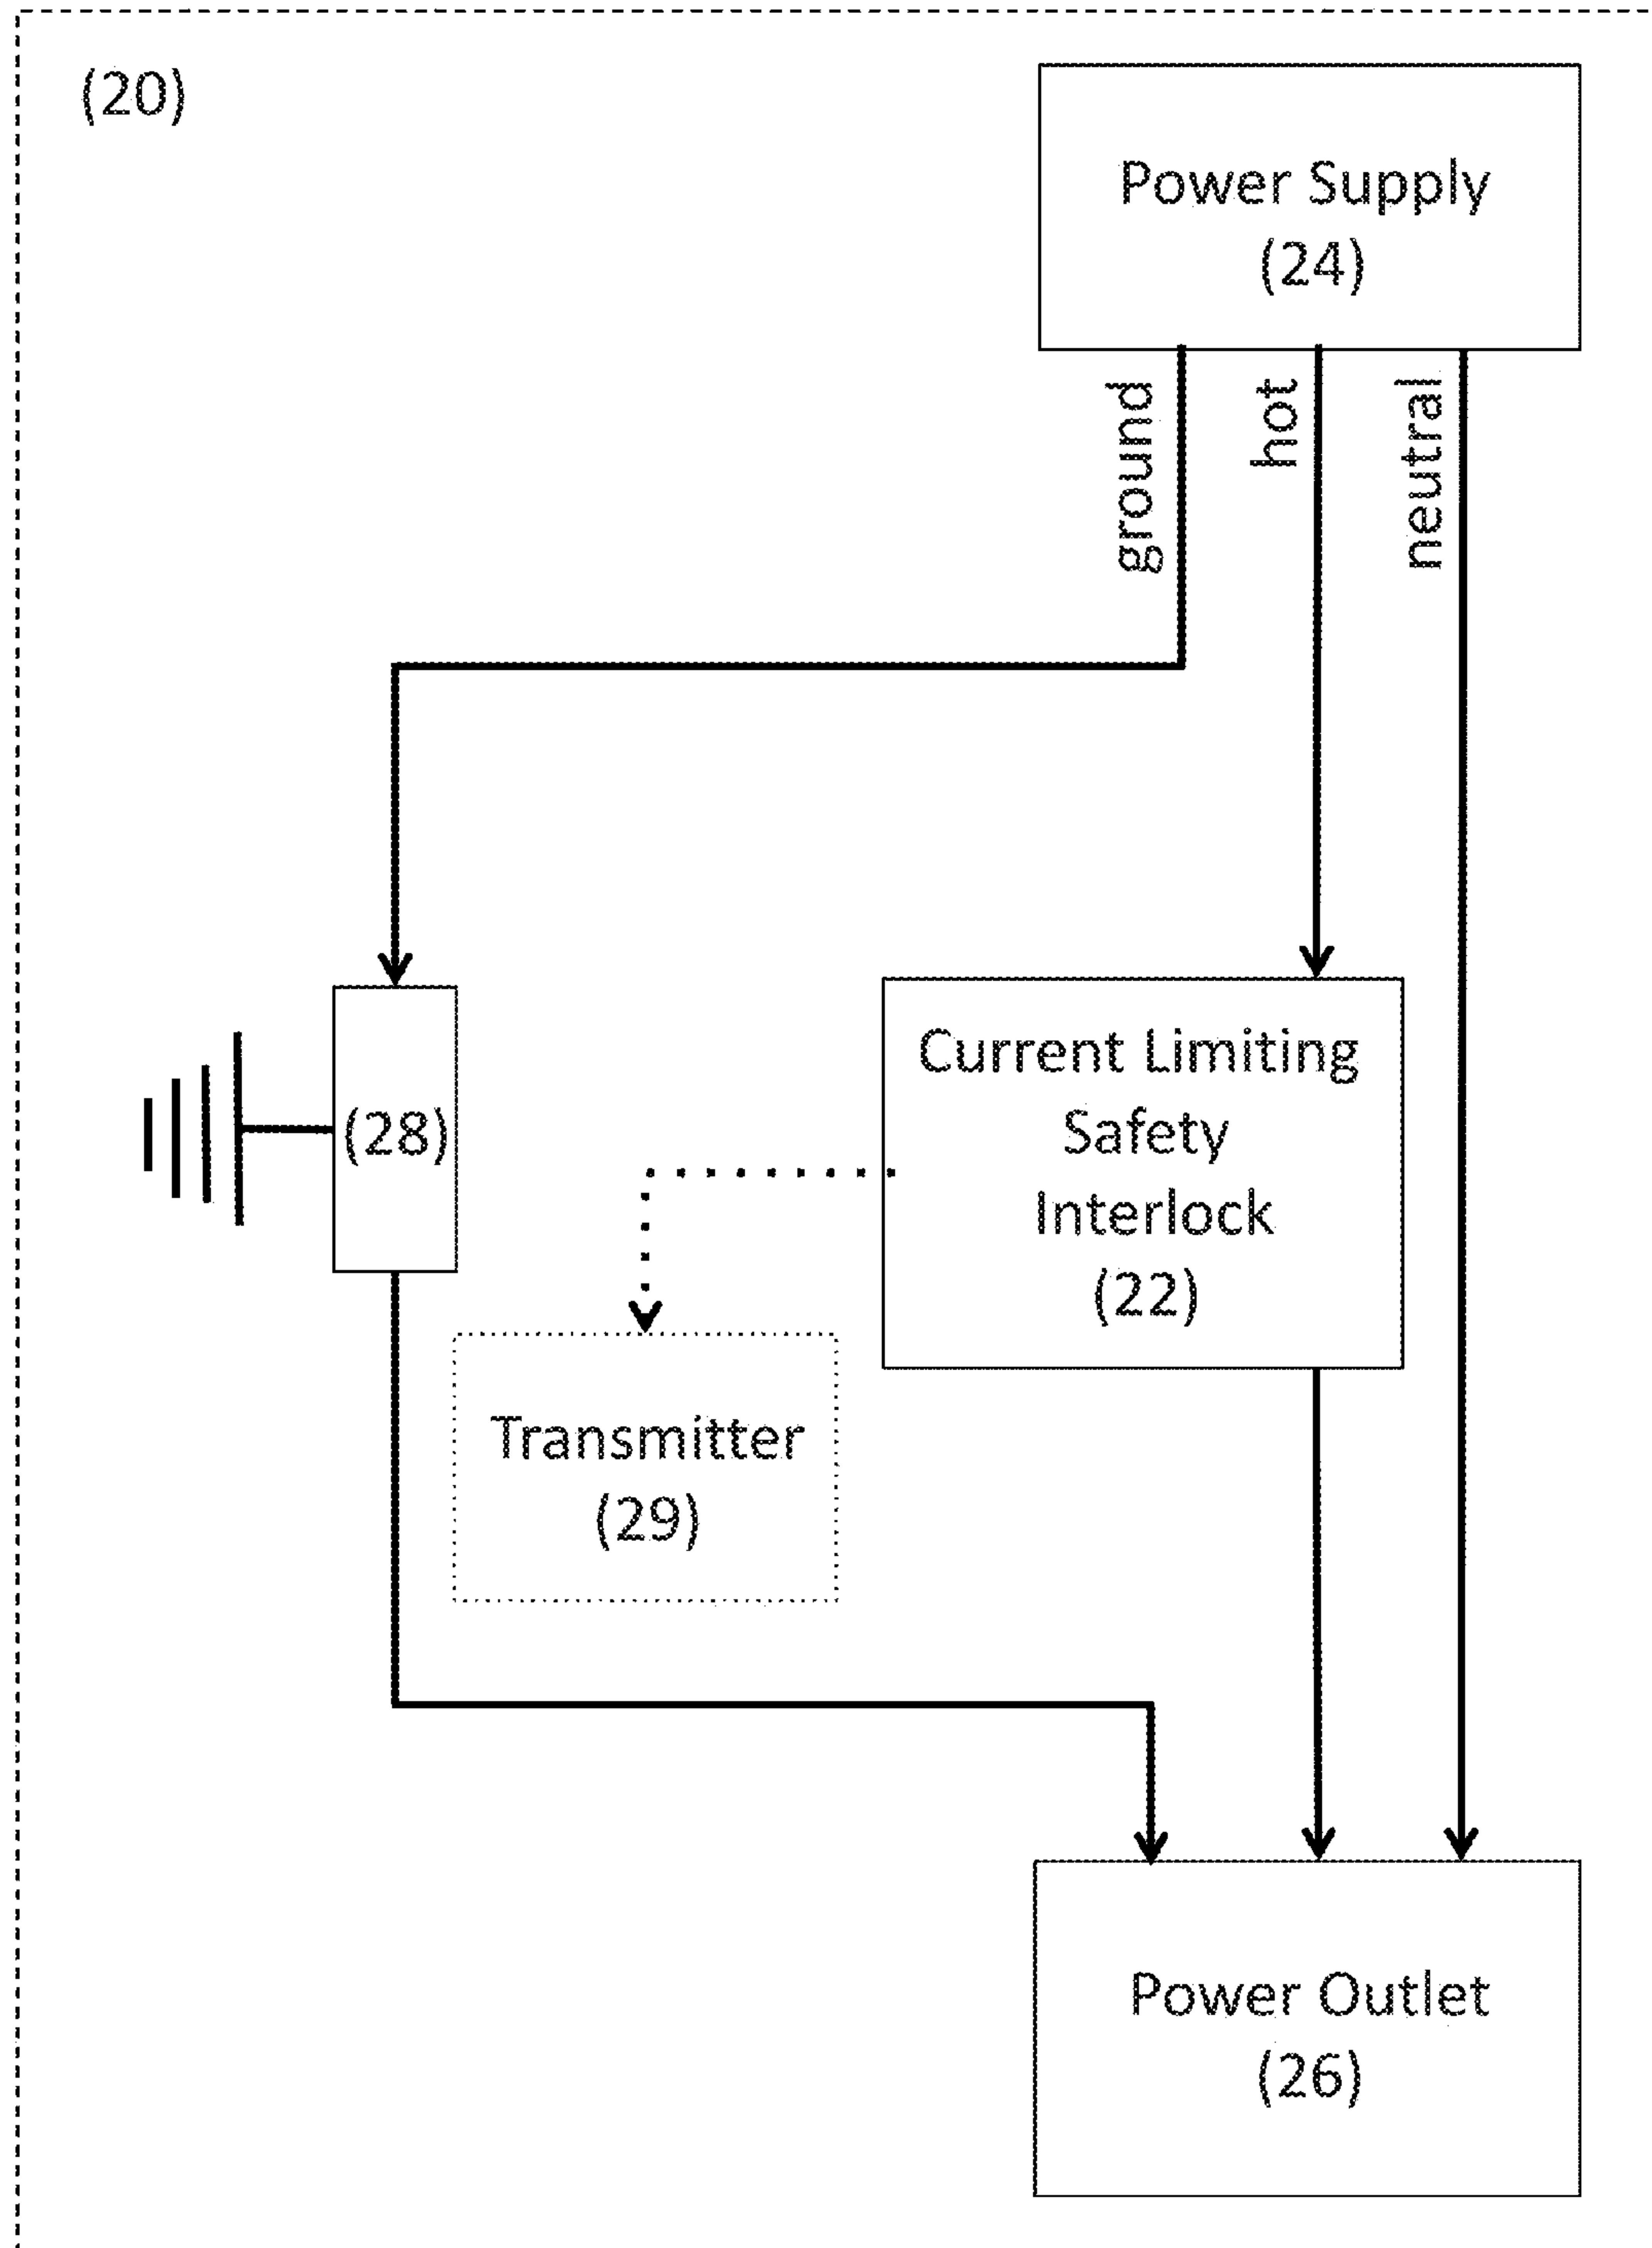 (20)
Power Supply
(24)
ground
hot
neutral
Current Limiting
Safety
Interlock
(22)
(28)
Transmitter
(29)
Power Outlet
(26)